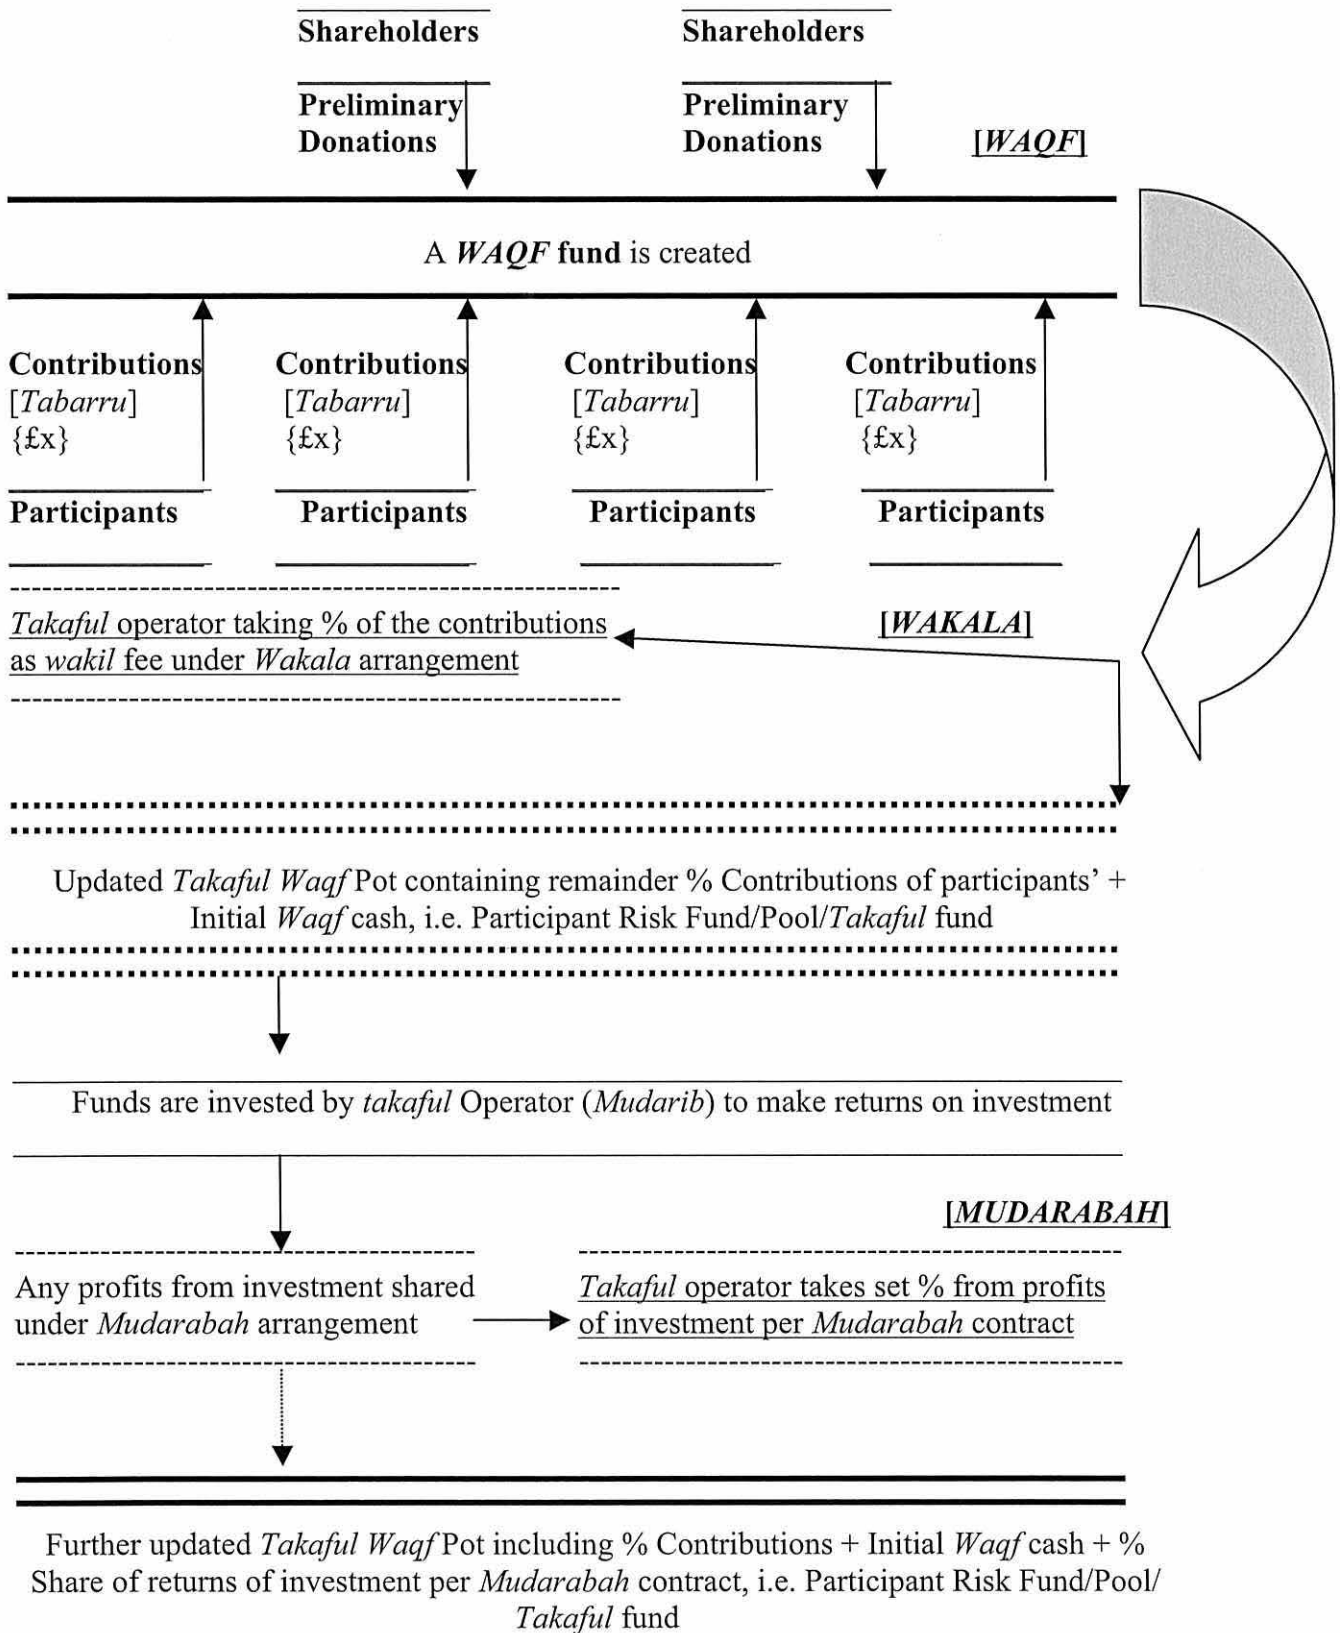 Shareholders
Shareholders
Preliminary
Donations
Preliminary
Donations
[WAQF]
A WAQF fund is created
Contributions
[Tabarru]
{£x}
Contributions
[Tabarru]
{£x}
Contributions
[Tabarru]
{£x}
Contributions
[Tabarru]
{£x}
Participants
Participants
Participants
Participants
Takaful operator taking % of the contributions
as wakil fee under Wakala arrangement
[WAKALA]
Updated Takaful Waqf Pot containing remainder % Contributions of participants’ +
Initial Waqf cash, i.e. Participant Risk Fund/Pool/Takaful fund
Funds are invested by takaful Operator (Mudarib) to make returns on investment
[MUDARABAH]
Any profits from investment shared
under Mudarabah arrangement
Takaful operator takes set % from profits
of investment per Mudarabah contract
Further updated Takaful Waqf Pot including % Contributions + Initial Waqf cash + %
Share of returns of investment per Mudarabah contract, i.e. Participant Risk Fund/Pool/
Takaful fund